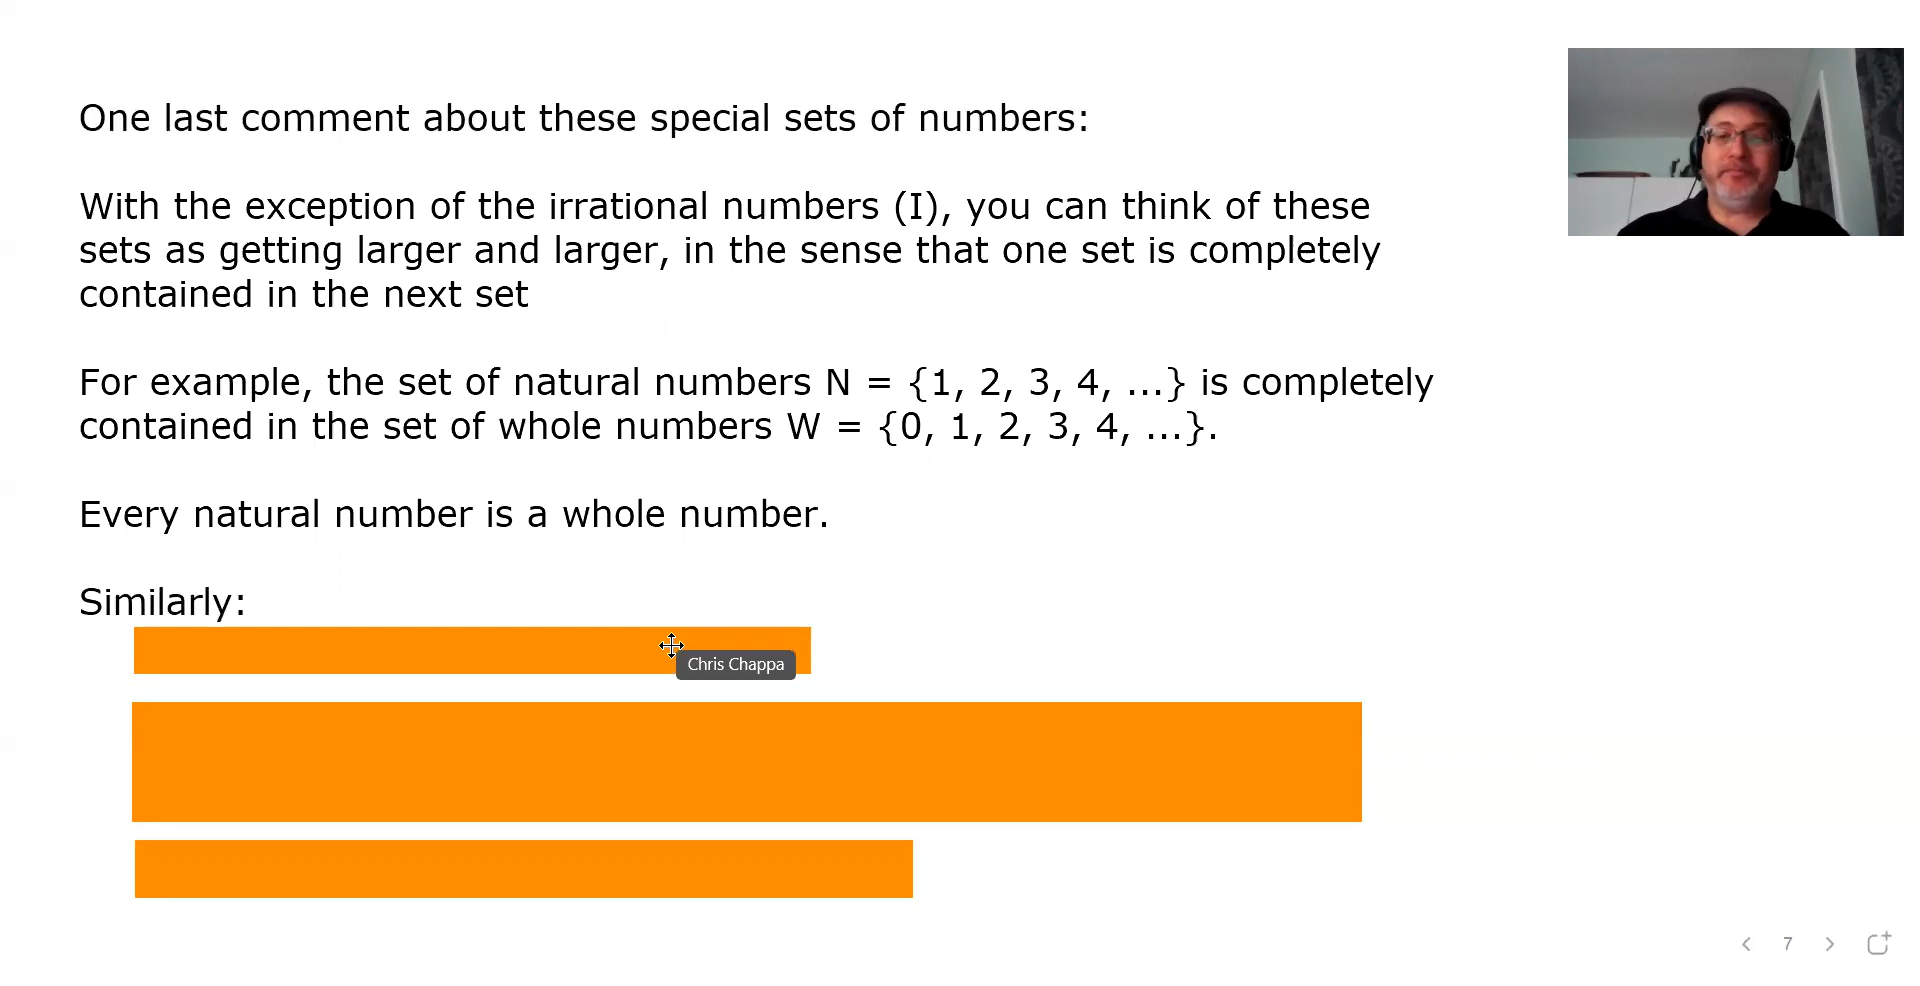 One last comment about these special sets of numbers:
With the exception of the irrational numbers (I), you can think of these
sets as getting larger and larger, in the sense that one set is completely
contained in the next set
For example, the set of natural numbers N = {1, 2, 3, 4, ...} is completely
contained in the set of whole numbers W = {0, 1, 2, 3, 4, ...}.
Every natural number is a whole number.
Similarly:
Chris Chappa
7